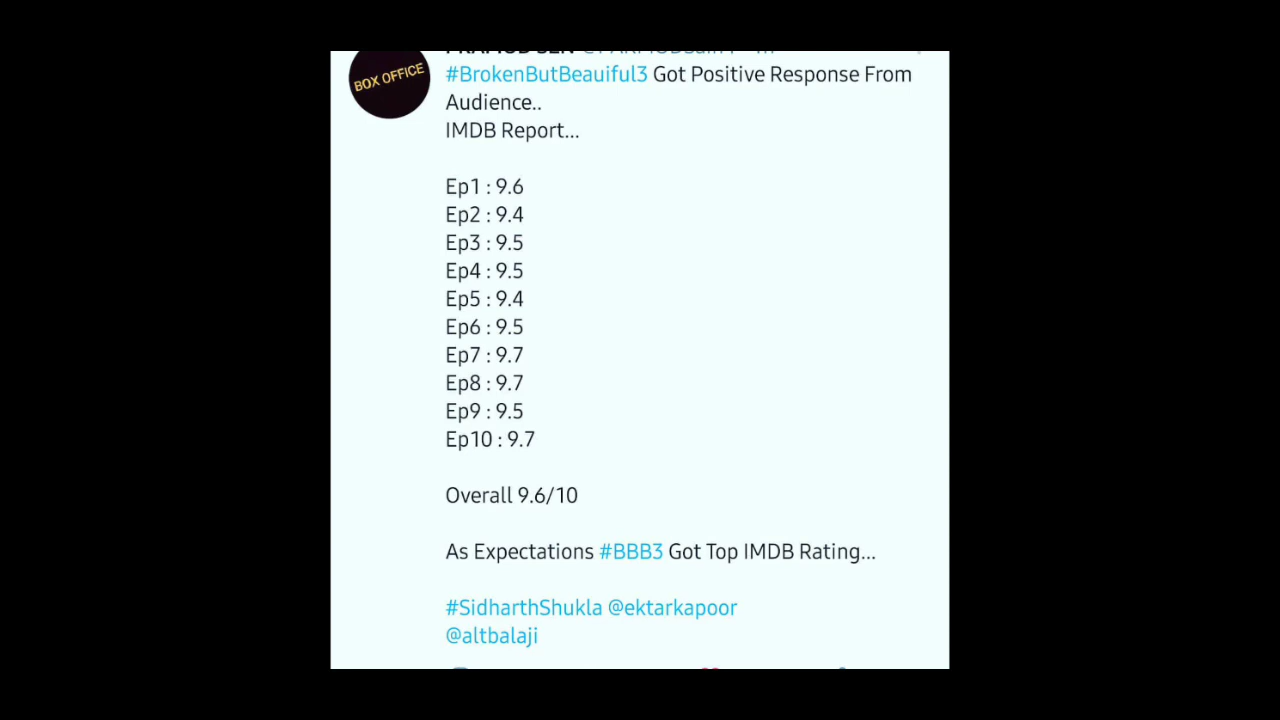 BOX OFFICE
#BrokenButBeauiful3 Got Positive Response From
Audience..
IMDB Report...
Ep1 : 9.6
Ep2 : 9.4
Ep3 : 9.5
Ep4 : 9.5
Ep5 : 9.4
Ep6 : 9.5
Ep7 : 9.7
Ep8 : 9.7
Ep9 : 9.5
Ep10 : 9.7
Overall 9.6/10
As Expectations #BBB3 Got Top IMDB Rating...
#SidharthShukla @ektarkapoor
@altbalaji